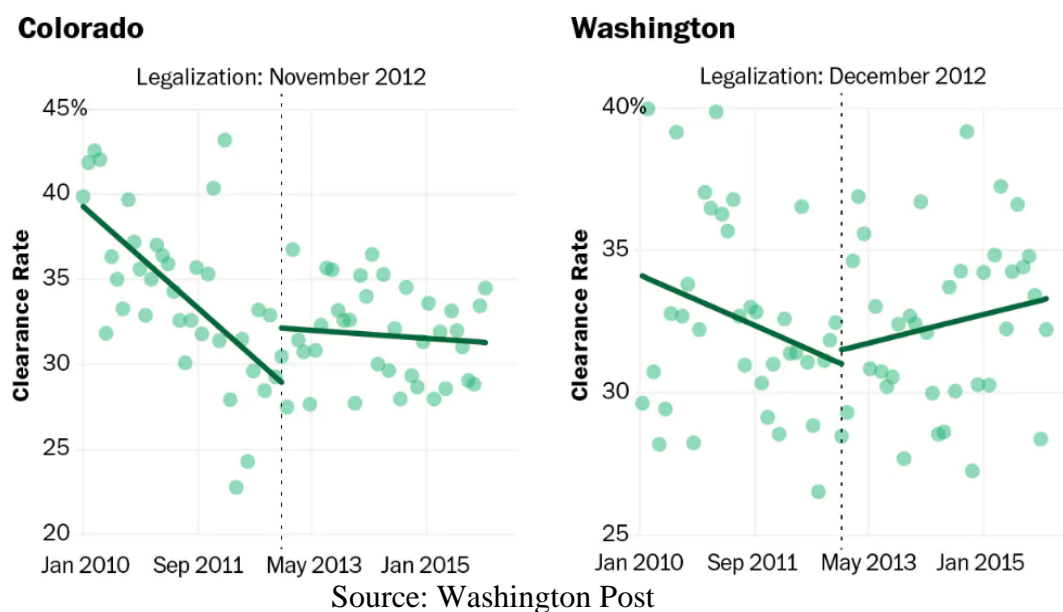 Colorado
Legalization: November 2012
45%
40
35
30
25
20
Clearance Rate
Jan 2010 Sep 2011 May 2013 Jan 2015
Washington
Legalization: December 2012
40%
35
30
25
Clearance Rate
Jan 2010 Sep 2011 May 2013 Jan 2015
Source: Washington Post